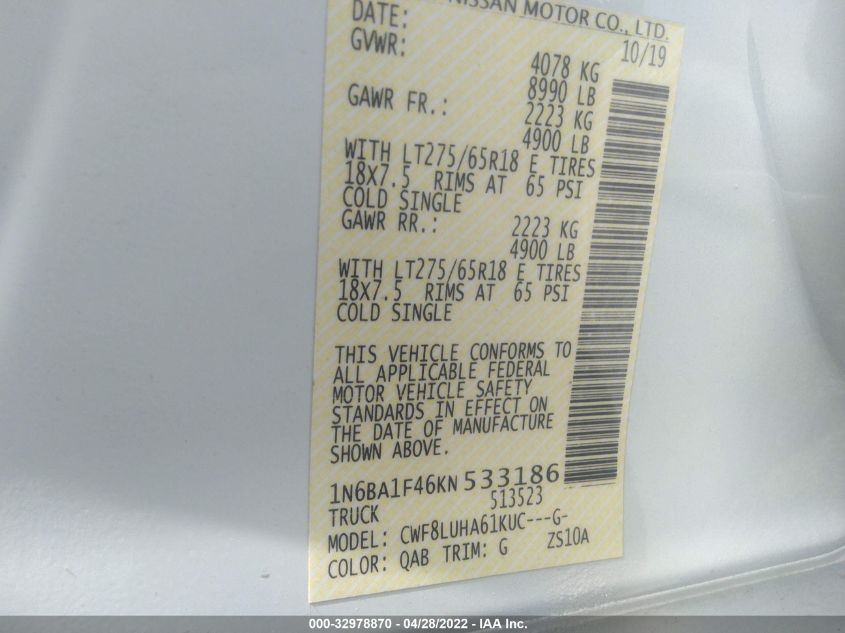 NISSAN MOTOR CO., LTD.
DATE: 10/19
GVWR: 4078 KG
8990 LB
GAWR FR.: 2223 KG
4900 LB
WITH LT275/65R18 E TIRES
18X7.5 RIMS AT 65 PSI
COLD SINGLE
GAWR RR.: 2223 KG
4900 LB
WITH LT275/65R18 E TIRES
18X7.5 RIMS AT 65 PSI
COLD SINGLE
THIS VEHICLE CONFORMS TO
ALL APPLICABLE FEDERAL
MOTOR VEHICLE SAFETY
STANDARDS IN EFFECT ON
THE DATE OF MANUFACTURE
SHOWN ABOVE.
1N6BA1F46KN533186
513523
TRUCK
MODEL: CWF8LUHA61KUC---G-
COLOR: QAB TRIM: G ZS10A
000-32978870 - 04/28/2022 - IAA Inc.